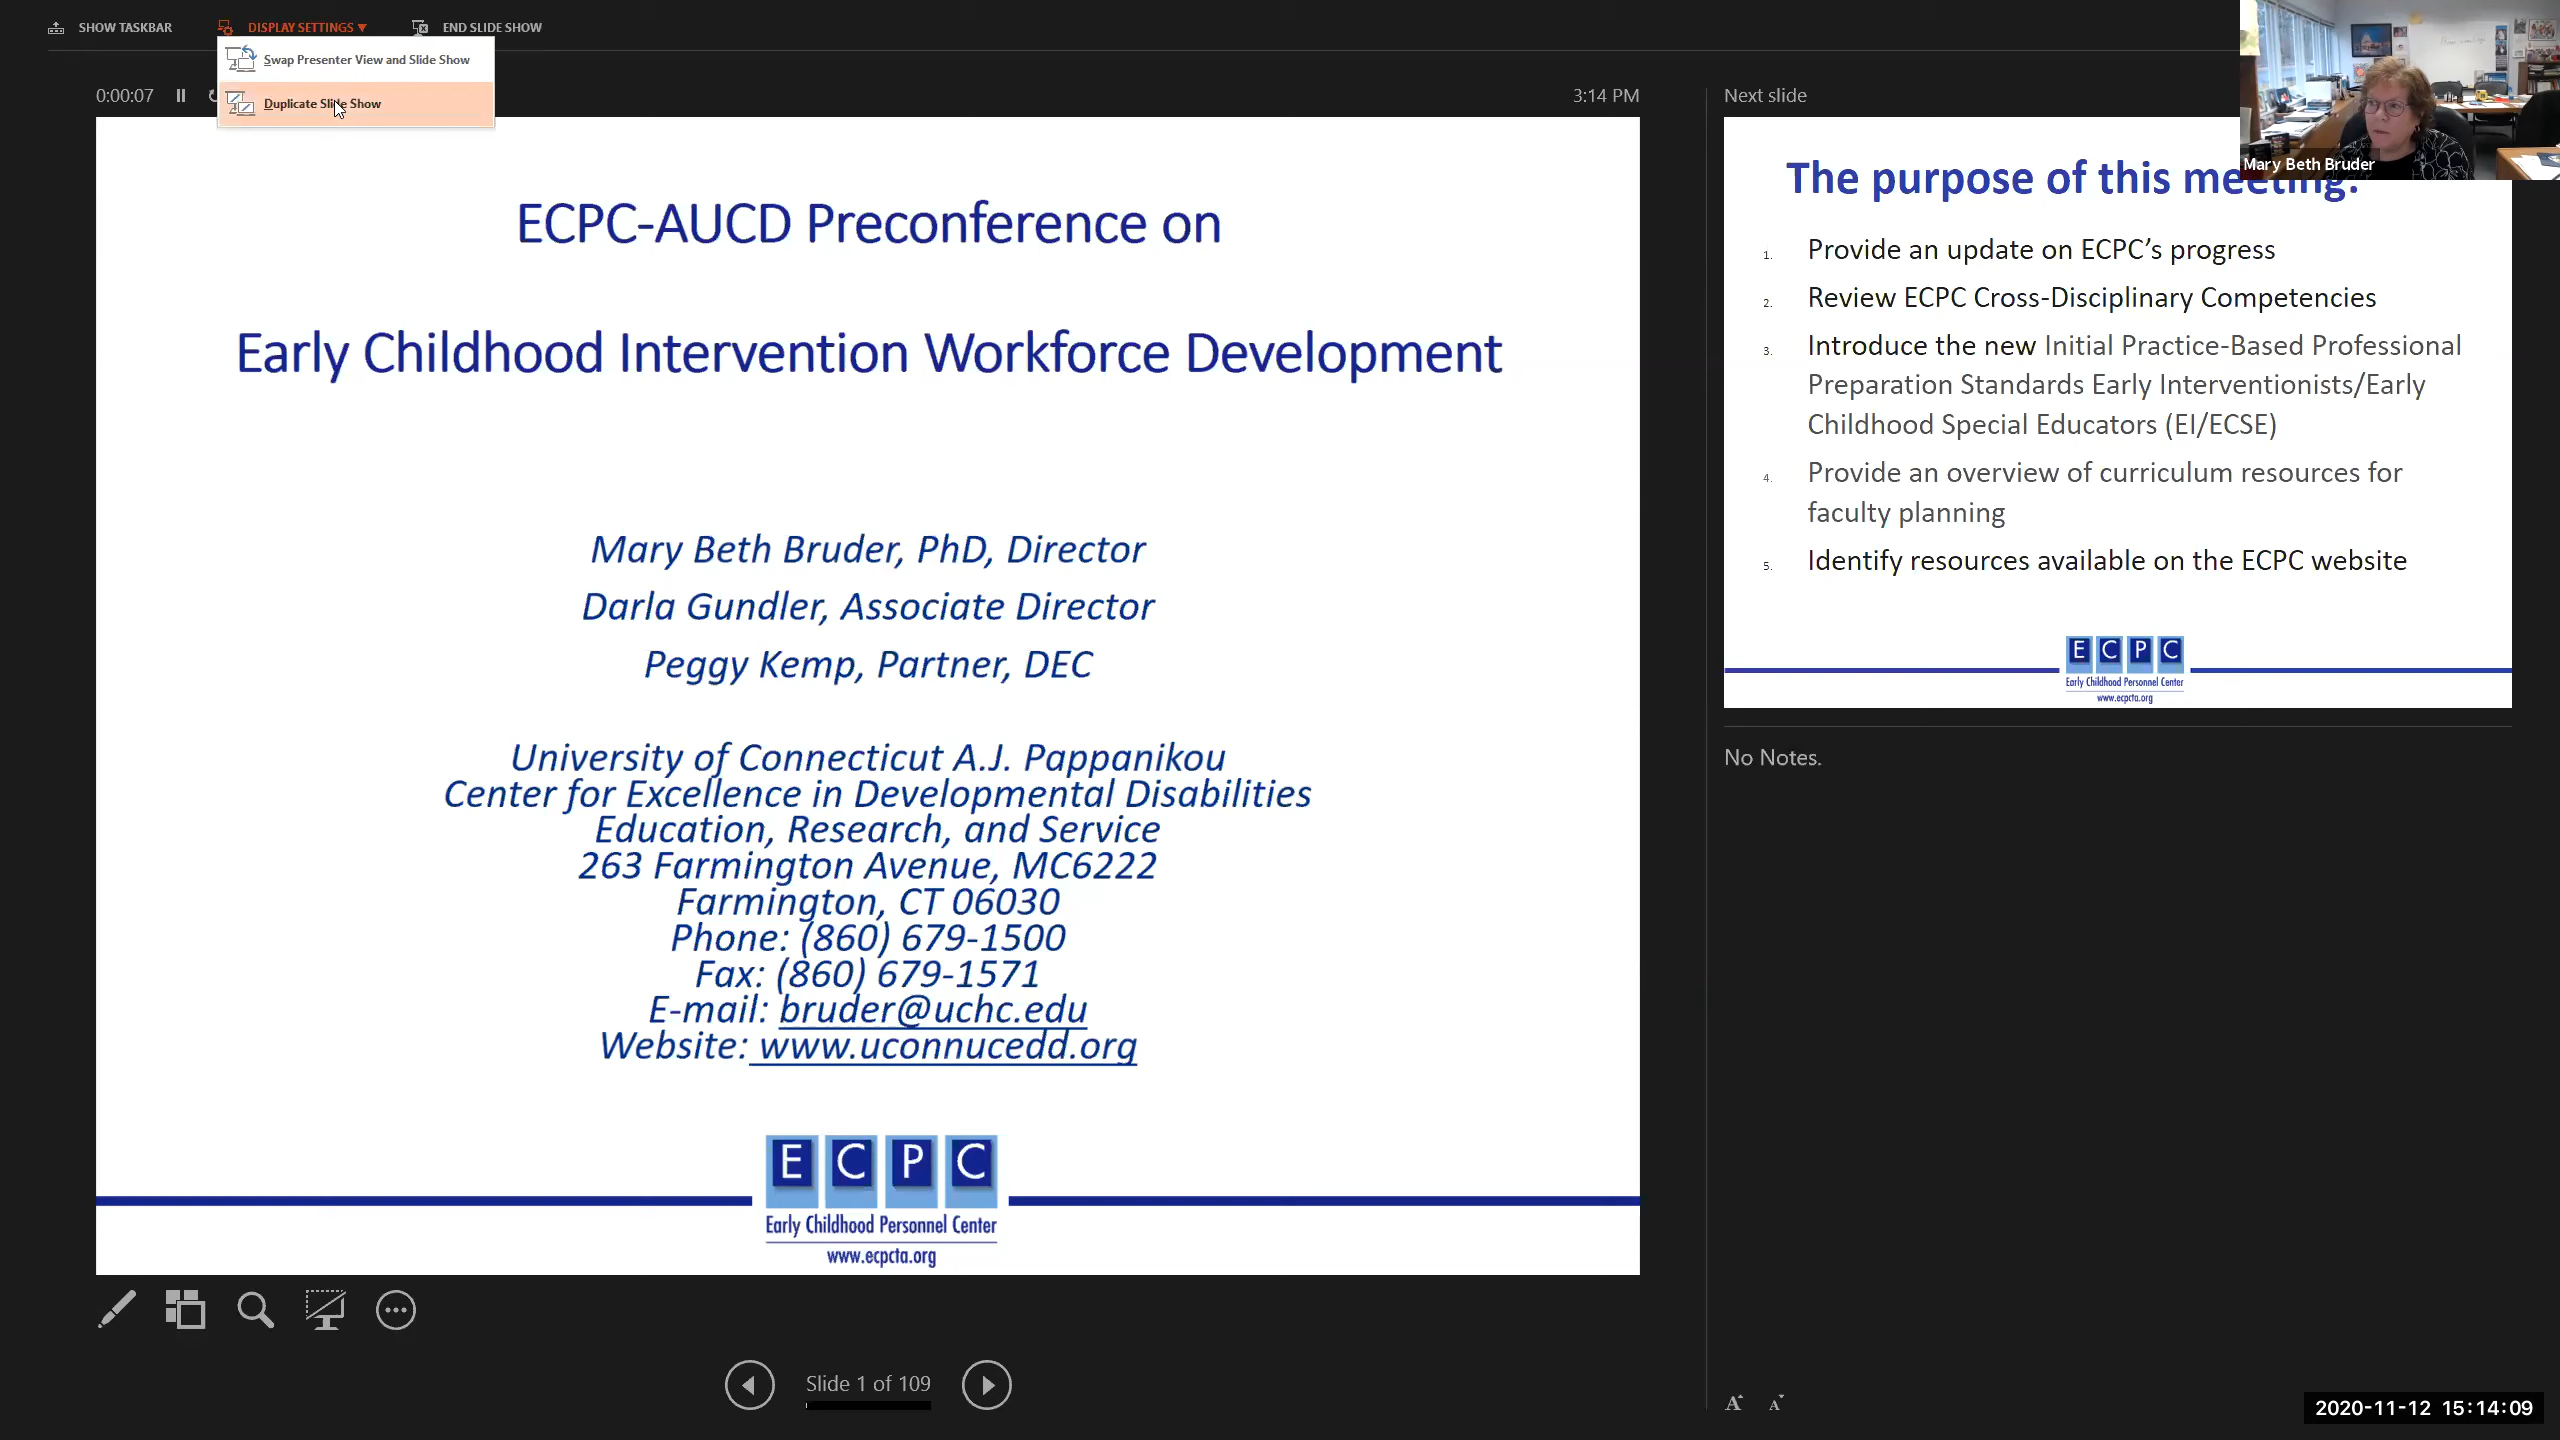 SHOW TASKBAR
DISPLAY SETTINGS ▼
END SLIDE SHOW
Swap Presenter View and Slide Show
Duplicate Slide Show
0:00:07
3:14 PM
ECPC-AUCD Preconference on
Early Childhood Intervention Workforce Development
Mary Beth Bruder, PhD, Director
Darla Gundler, Associate Director
Peggy Kemp, Partner, DEC
University of Connecticut A.J. Pappanikou
Center for Excellence in Developmental Disabilities
Education, Research, and Service
263 Farmington Avenue, MC6222
Farmington, CT 06030
Phone: (860) 679-1500
Fax: (860) 679-1571
E-mail: bruder@uchc.edu
Website: www.uconnucedd.org
E C P C
Early Childhood Personnel Center
www.ecpcta.org
Slide 1 of 109
Next slide
Mary Beth Bruder
The purpose of this meeting:
1. Provide an update on ECPC’s progress
2. Review ECPC Cross-Disciplinary Competencies
3. Introduce the new Initial Practice-Based Professional
Preparation Standards Early Interventionists/Early
Childhood Special Educators (EI/ECSE)
4. Provide an overview of curriculum resources for
faculty planning
5. Identify resources available on the ECPC website
E C P C
Early Childhood Personnel Center
www.ecpcta.org
No Notes.
A A
2020-11-12 15:14:09